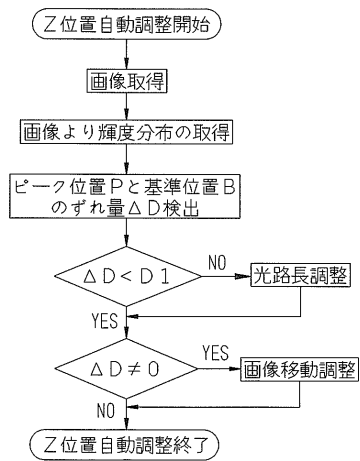 Z位置自動調整開始
画像取得
画像より輝度分布の取得
ピーク位置Pと基準位置B
のずれ量ΔD検出
ΔD<D1
NO
光路長調整
YES
ΔD≠0
YES
画像移動調整
NO
Z位置自動調整終了